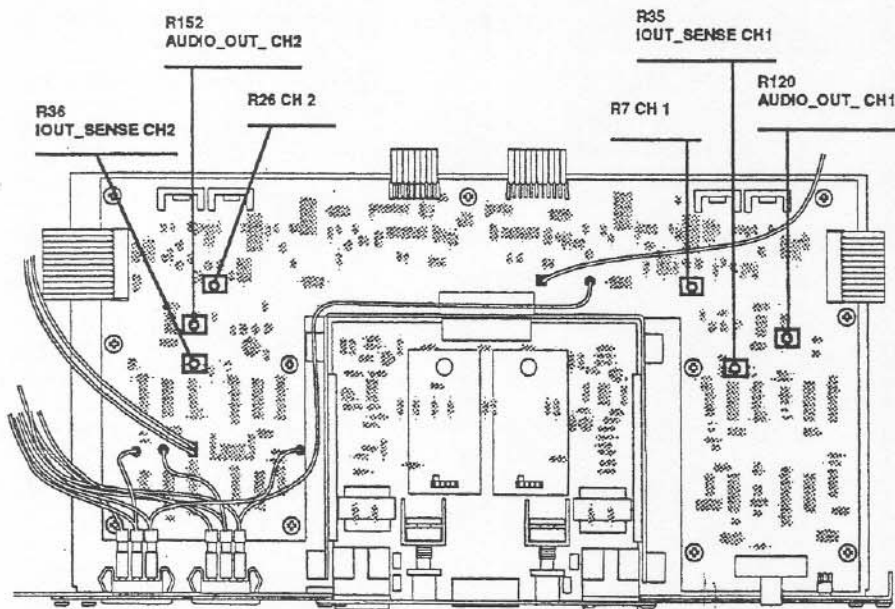 R152
AUDIO_OUT_ CH2
R36
IOUT_SENSE CH2
R26 CH 2
R35
IOUT_SENSE CH1
R7 CH 1
R120
AUDIO_OUT_ CH1